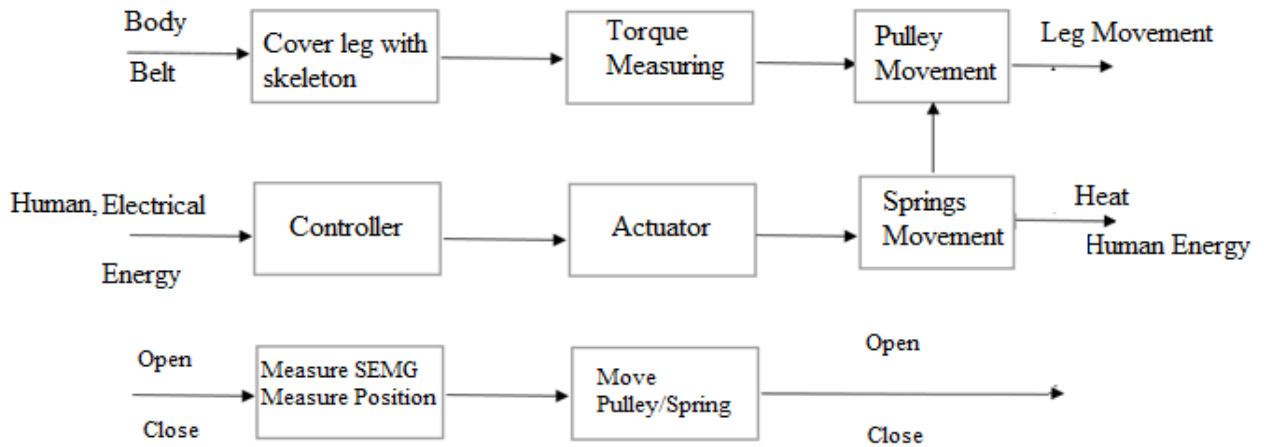 Body
Belt
Cover leg with
skeleton
Torque
Measuring
Pulley
Movement
Leg Movement
Human, Electrical
Energy
Controller
Actuator
Springs
Movement
Heat
Human Energy
Open
Close
Measure SEMG
Measure Position
Move
Pulley/Spring
Open
Close